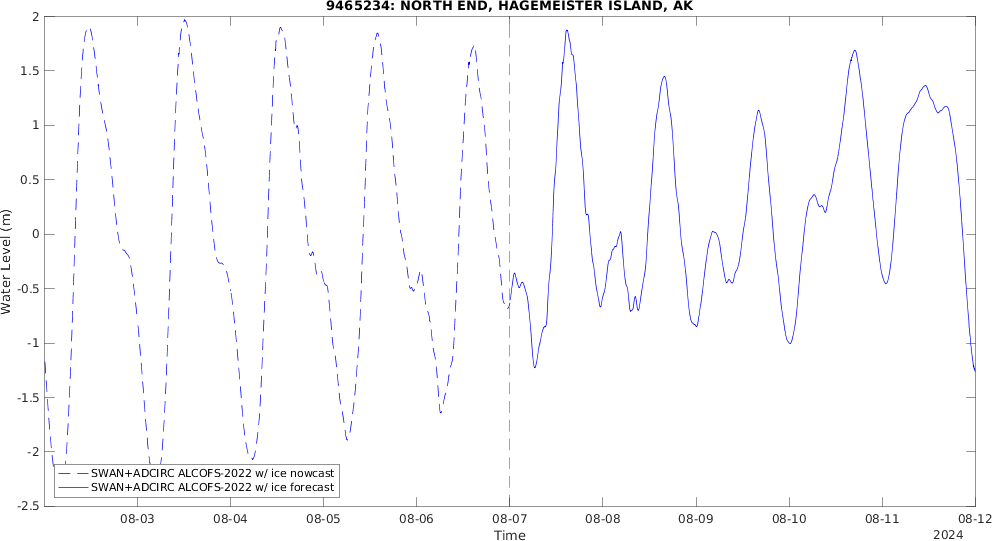 9465234: NORTH END, HAGEMEISTER ISLAND, AK
2
1.5
1
0.5
0
-0.5
-1
-1.5
-2
-2.5
Water Level (m)
SWAN+ADCIRC ALCOFS-2022 w/ ice nowcast
SWAN+ADCIRC ALCOFS-2022 w/ ice forecast
08-03 08-04 08-05 08-06 08-07 08-08 08-09 08-10 08-11 08-12
Time
2024